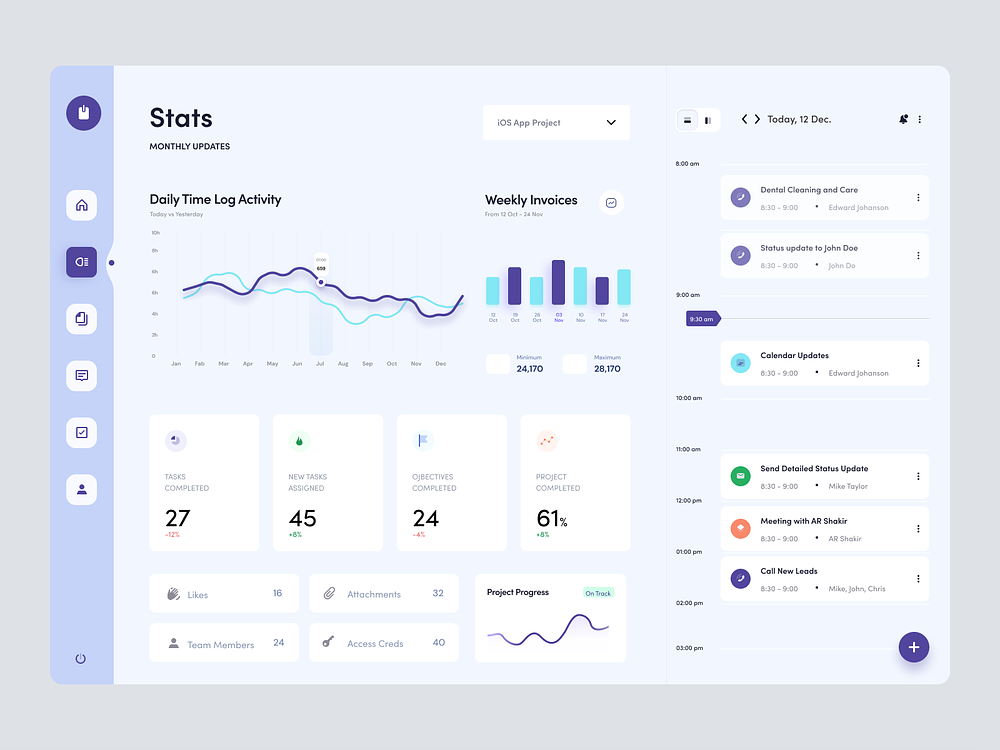 Stats
MONTHLY UPDATES
iOS App Project
Daily Time Log Activity
Today vs Yesterday
10h
8h
6h
6h
4h
2h
0
659
Jan Fab Mar Apr May Jun Jul Aug Sep Oct Nov Dec
Weekly Invoices
From 12 Oct - 24 Nov
12 Oct
19 Oct
26 Oct
03 Nov
10 Nov
17 Nov
24 Nov
Minimum
24,170
Maximum
28,170
TASKS
COMPLETED
27
-12%
NEW TASKS
ASSIGNED
45
+8%
OJBECTIVES
COMPLETED
24
-4%
PROJECT
COMPLETED
61%
+8%
Likes 16
Attachments 32
Team Members 24
Access Creds 40
Project Progress
On Track
Today, 12 Dec.
8:00 am
Dental Cleaning and Care
8:30 - 9:00 • Edward Johanson
Status update to John Doe
8:30 - 9:00 • John Do
9:00 am
9:30 am
Calendar Updates
8:30 - 9:00 • Edward Johanson
10:00 am
11:00 am
Send Detailed Status Update
8:30 - 9:00 • Mike Taylor
12:00 pm
Meeting with AR Shakir
8:30 - 9:00 • AR Shakir
01:00 pm
Call New Leads
8:30 - 9:00 • Mike, John, Chris
02:00 pm
03:00 pm